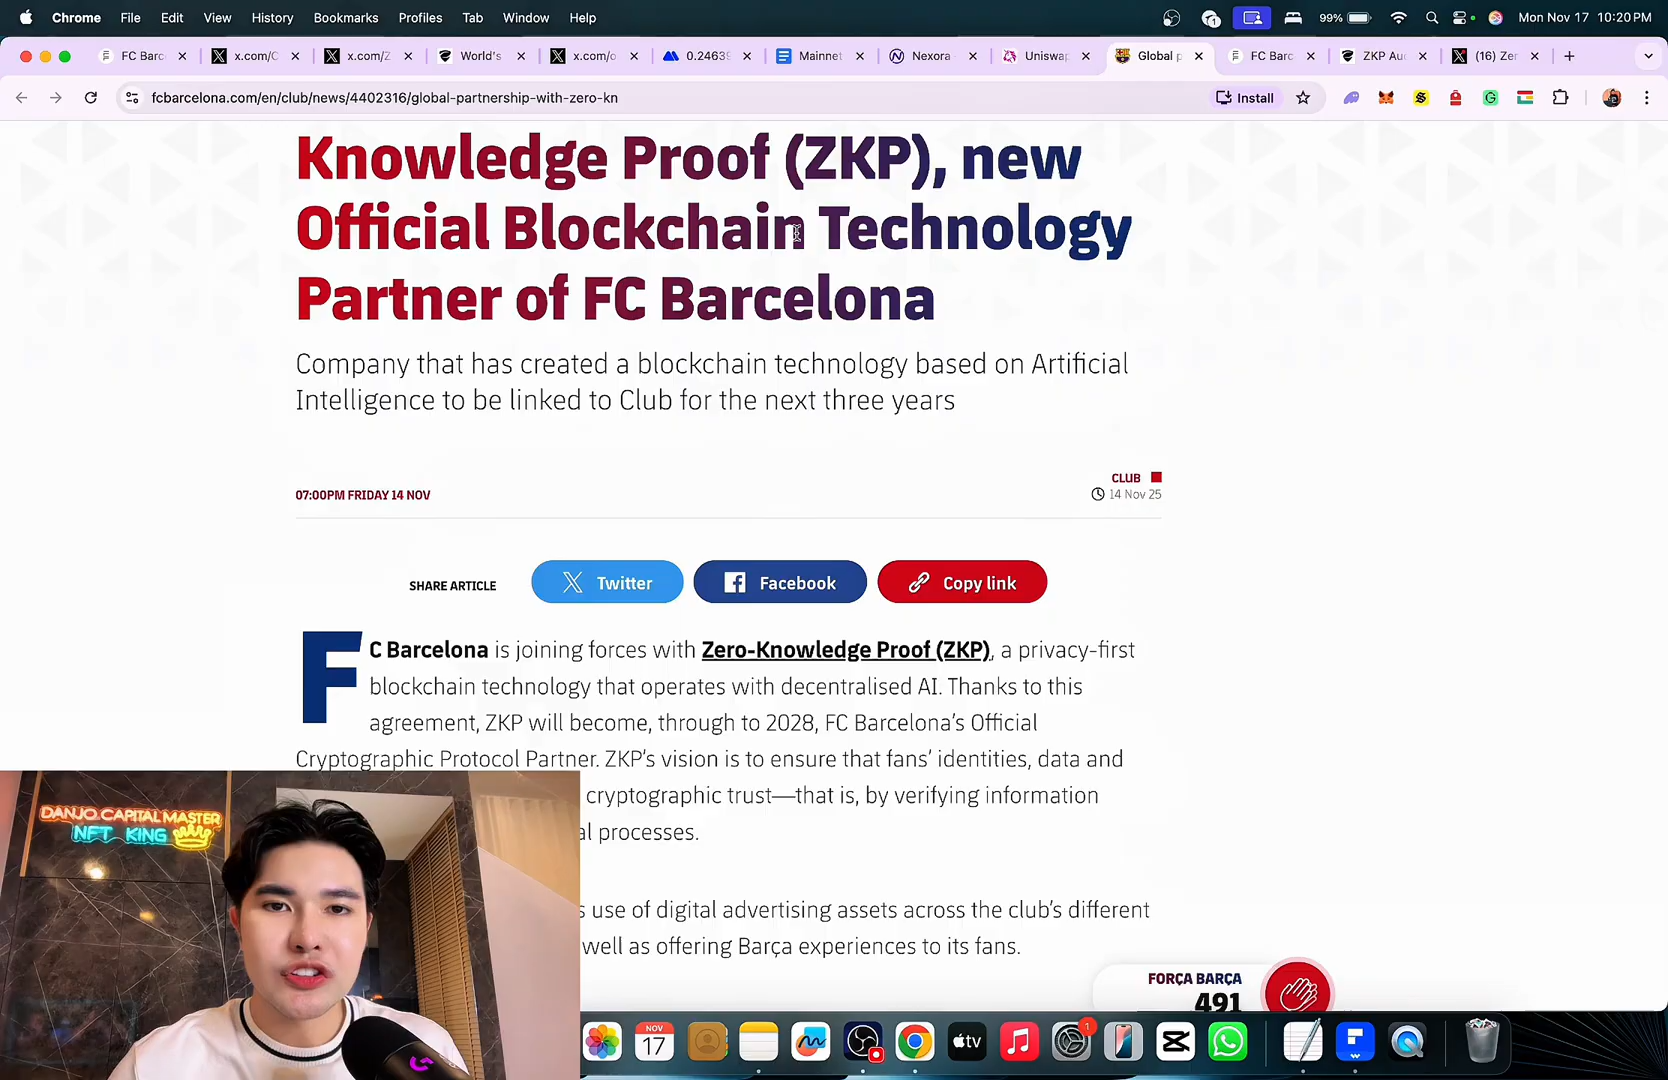 Chrome File Edit View History Bookmarks Profiles Tab Window Help
1
99%
Mon Nov 17 10:20 PM
FC Barc
x.com/C
x.com/Z
World's
x.com/o
0.2463
Mainnet
Nexora
Uniswap
Global p
FC Barc
ZKP Au
(16) Zer
fcbarcelona.com/en/club/news/4402316/global-partnership-with-zero-kn
Install
Knowledge Proof (ZKP), new
Official Blockchain Technology
Partner of FC Barcelona
Company that has created a blockchain technology based on Artificial
Intelligence to be linked to Club for the next three years
CLUB
07:00PM FRIDAY 14 NOV
14 Nov 25
SHARE ARTICLE
Twitter
Facebook
Copy link
FC Barcelona is joining forces with Zero-Knowledge Proof (ZKP), a privacy-first
blockchain technology that operates with decentralised AI. Thanks to this
agreement, ZKP will become, through to 2028, FC Barcelona's Official
Cryptographic Protocol Partner. ZKP's vision is to ensure that fans' identities, data and
cryptographic trust—that is, by verifying information
al processes.
s use of digital advertising assets across the club's different
well as offering Barça experiences to its fans.
DANJO CAPITAL MASTER
NFT KING
FORÇA BARÇA
491
NOV
17
tv
1